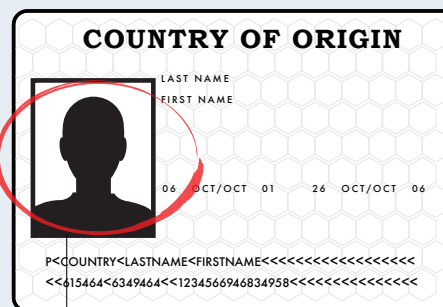 COUNTRY OF ORIGIN
LAST NAME
FIRST NAME
06 OCT/OCT 01 26 OCT/OCT 06
P<COUNTRY<LASTNAME<FIRSTNAME<<<<<<<<<<<<<<<<<<
<<615464<6349464<<1234566946834958<<<<<<<<<<<<<<<